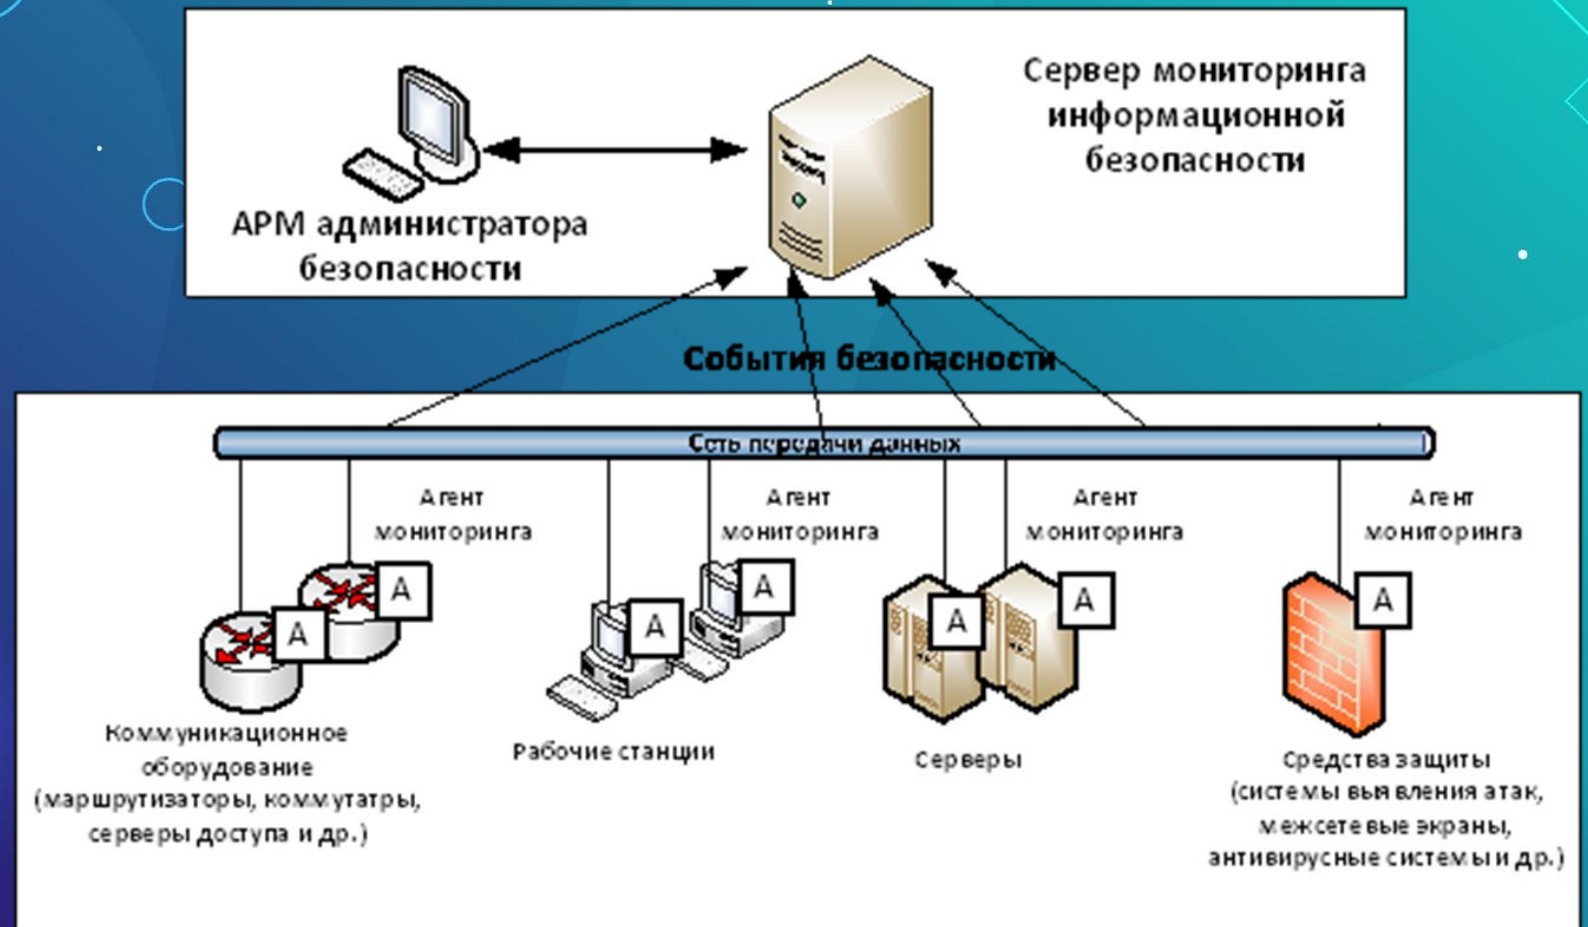 Сервер мониторинга
информационной
безопасности
АРМ администратора
безопасности
События безопасности
Сеть передачи данных
Агент
мониторинга
Агент
мониторинга
Агент
мониторинга
Агент
мониторинга
А
А
А
А
А
А
А
Коммуникационное
оборудование
(маршрутизаторы, коммутатры,
серверы доступа и др.)
Рабочие станции
Серверы
Средства защиты
(системы выявления атак,
межсетевые экраны,
антивирусные системы и др.)